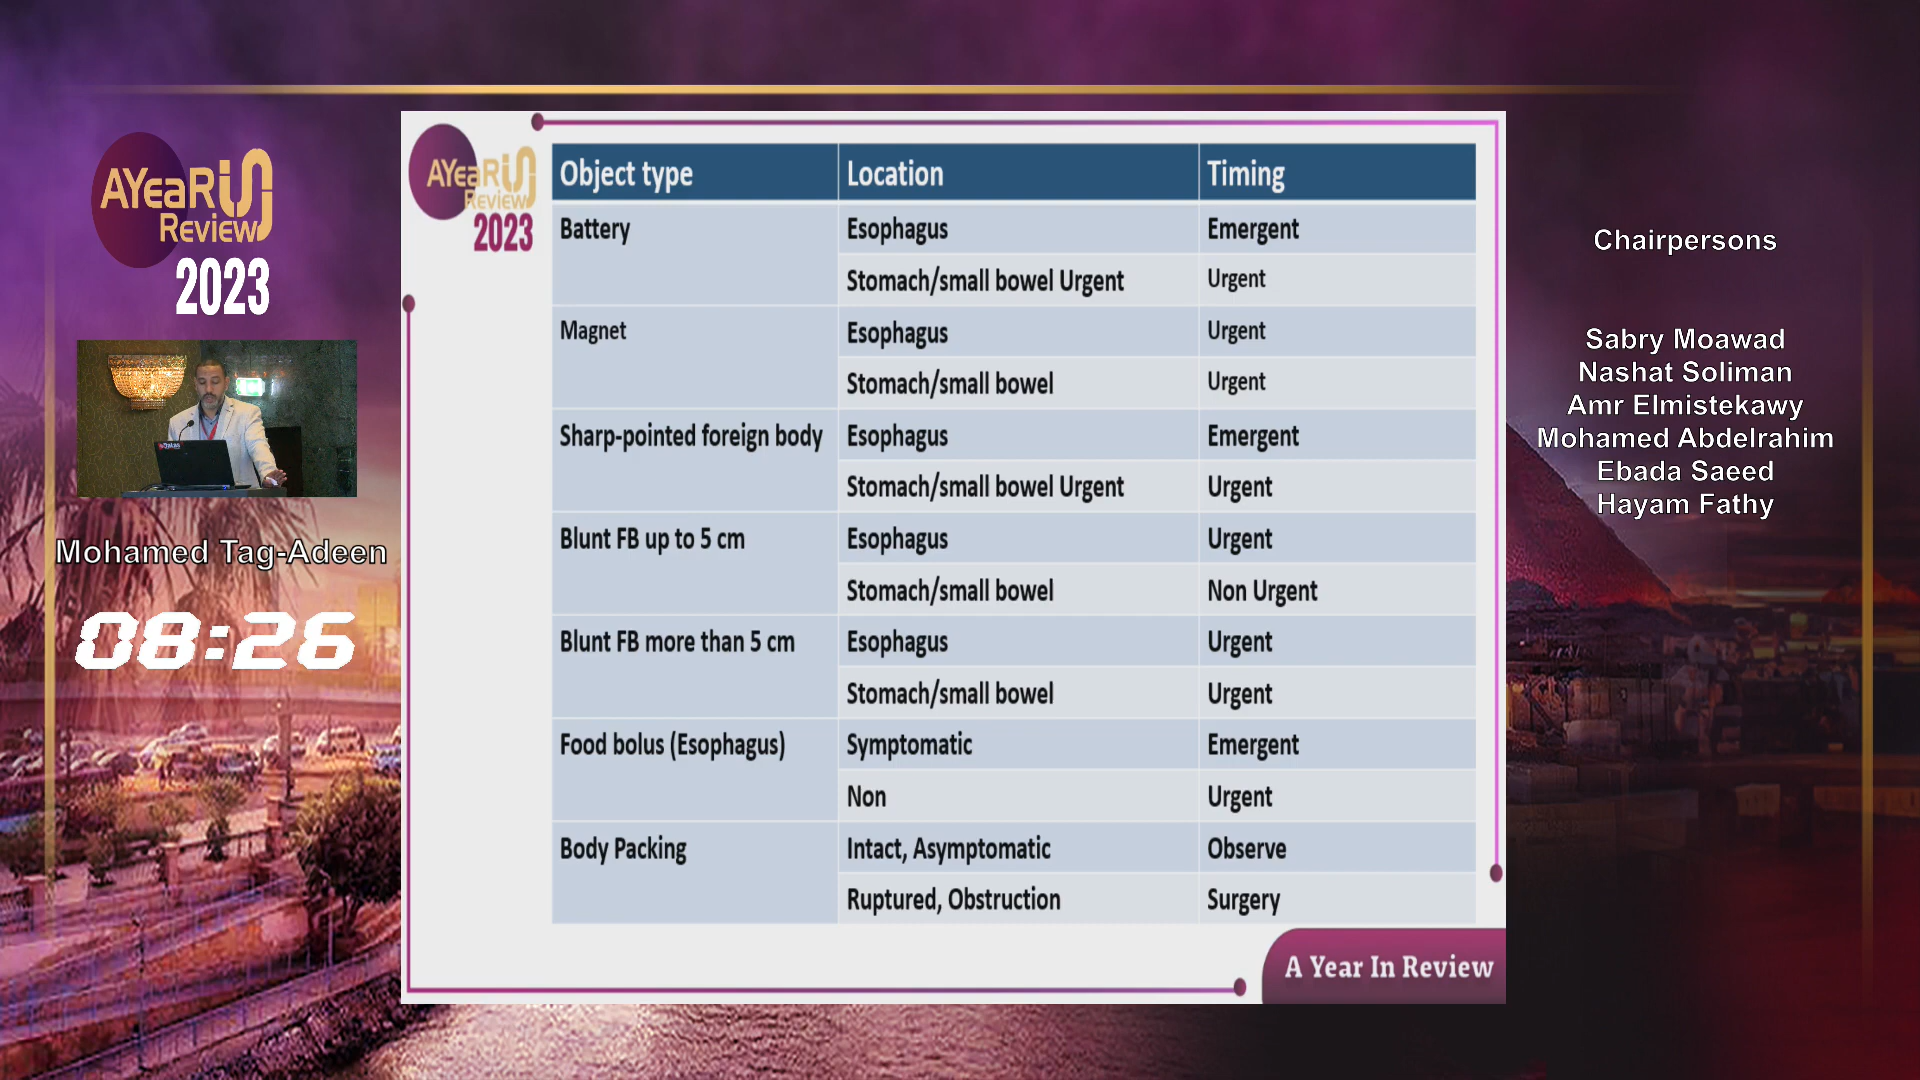 AYeaR in
Review
2023
Mohamed Tag-Adeen
08:26
AYeaR in
Review
2023
Object type Location Timing
Battery Esophagus Emergent
Stomach/small bowel Urgent Urgent
Magnet Esophagus Urgent
Stomach/small bowel Urgent
Sharp-pointed foreign body Esophagus Emergent
Stomach/small bowel Urgent Urgent
Blunt FB up to 5 cm Esophagus Urgent
Stomach/small bowel Non Urgent
Blunt FB more than 5 cm Esophagus Urgent
Stomach/small bowel Urgent
Food bolus (Esophagus) Symptomatic Emergent
Non Urgent
Body Packing Intact, Asymptomatic Observe
Ruptured, Obstruction Surgery
A Year In Review
Chairpersons
Sabry Moawad
Nashat Soliman
Amr Elmistekawy
Mohamed Abdelrahim
Ebada Saeed
Hayam Fathy